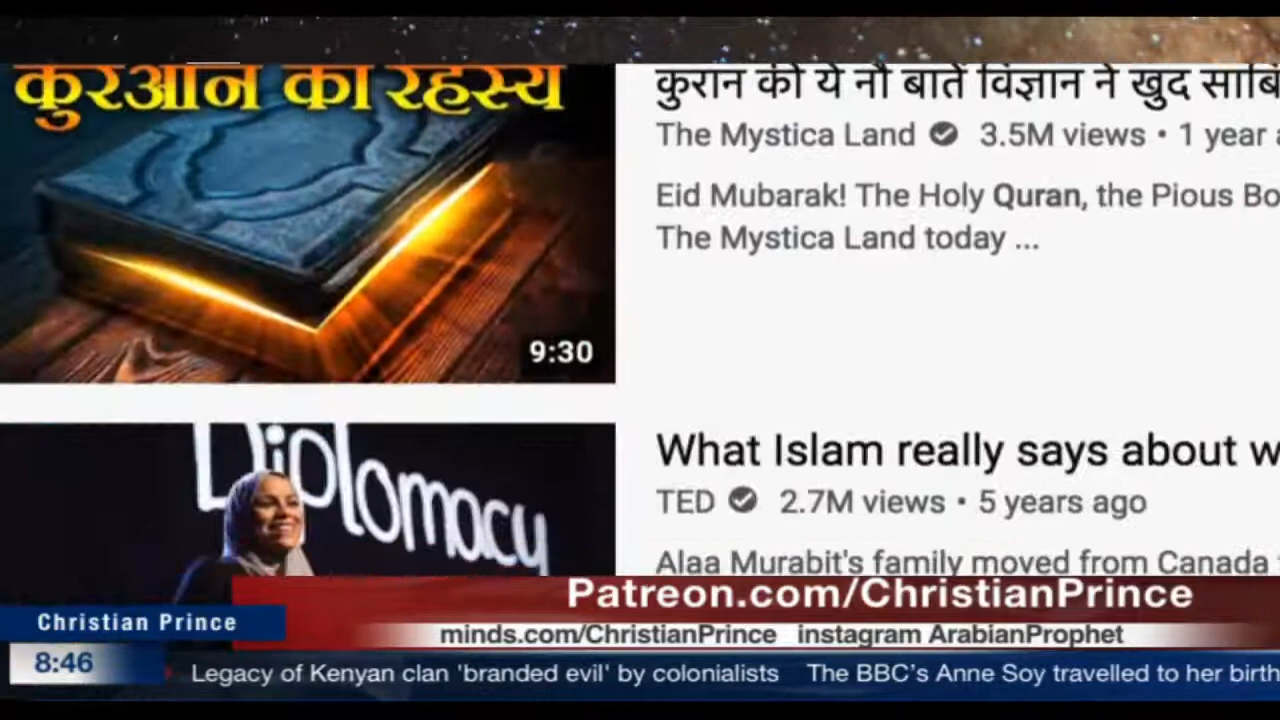 कुरआन का रहस्य
कुरान की ये नौ बातें विज्ञान ने खुद
The Mystica Land 3.5M views • 1 year
Eid Mubarak! The Holy Quran, the Pious
The Mystica Land today ...
9:30
Diplomacy
What Islam really says about
TED 2.7M views • 5 years ago
Alaa Murabit's family moved from Canada
Patreon.com/ChristianPrince
Christian Prince
minds.com/ChristianPrince instagram ArabianProphet
8:46
Legacy of Kenyan clan 'branded evil' by colonialists The BBC's Anne Soy travelled to her birth